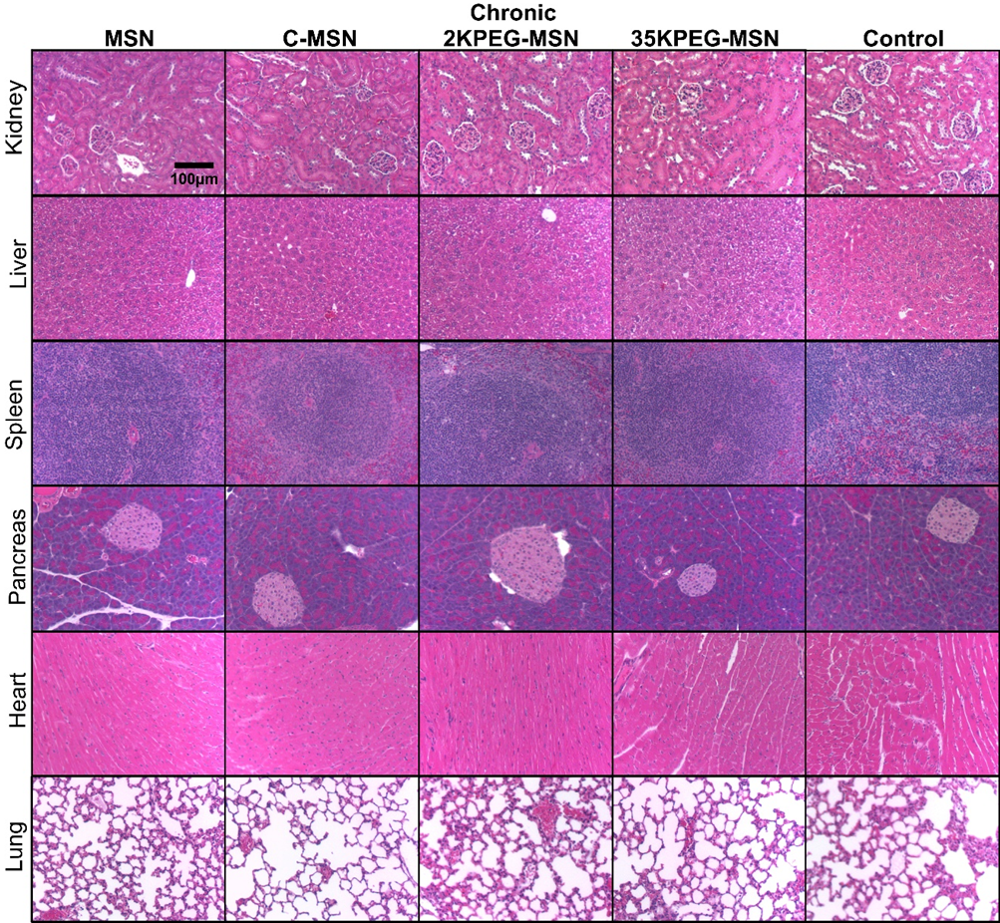 Chronic
MSN C-MSN 2KPEG-MSN 35KPEG-MSN Control
Kidney
100µm
Liver
Spleen
Pancreas
Heart
Lung